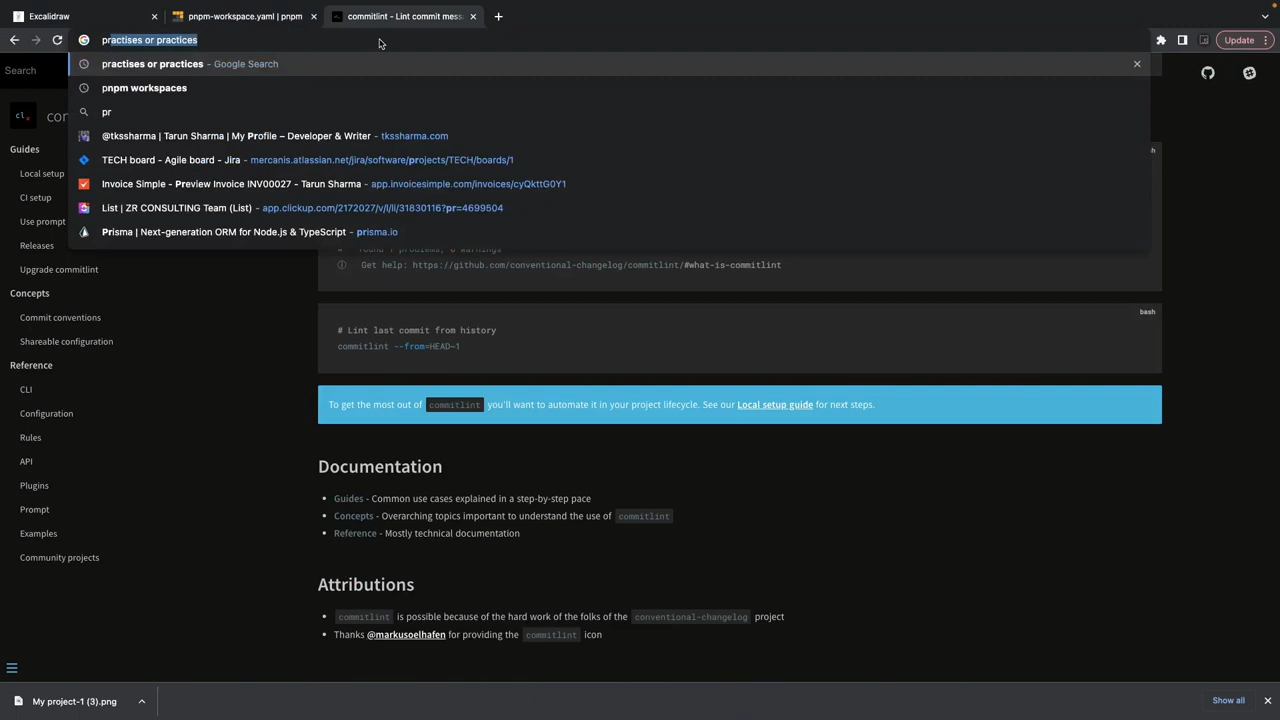 Excalidraw
pnpm-workspace.yaml | pnpm
commitlint - Lint commit mess
practises or practices
Update
Search
practises or practices - Google Search
pnpm workspaces
pr
@tkssharma | Tarun Sharma | My Profile – Developer & Writer - tkssharma.com
TECH board - Agile board - Jira - mercanis.atlassian.net/jira/software/projects/TECH/boards/1
Invoice Simple - Preview Invoice INV00027 - Tarun Sharma - app.invoicesimple.com/invoices/cyQkttG0Y1
List | ZR CONSULTING Team (List) - app.clickup.com/2172027/v/l/li/31830116?pr=4699504
Prisma | Next-generation ORM for Node.js & TypeScript - prisma.io
cl.
Guides
Local setup
CI setup
Use prompt
Releases
Upgrade commitlint
Concepts
Commit conventions
Shareable configuration
Reference
CLI
Configuration
Rules
API
Plugins
Prompt
Examples
Community projects
Get help: https://github.com/conventional-changelog/commitlint/#what-is-commitlint
bash
# Lint last commit from history
commitlint --from=HEAD~1
To get the most out of commitlint you'll want to automate it in your project lifecycle. See our Local setup guide for next steps.
Documentation
• Guides - Common use cases explained in a step-by-step pace
• Concepts - Overarching topics important to understand the use of commitlint
• Reference - Mostly technical documentation
Attributions
• commitlint is possible because of the hard work of the folks of the conventional-changelog project
• Thanks @markusoelhafen for providing the commitlint icon
My project-1 (3).png
Show all